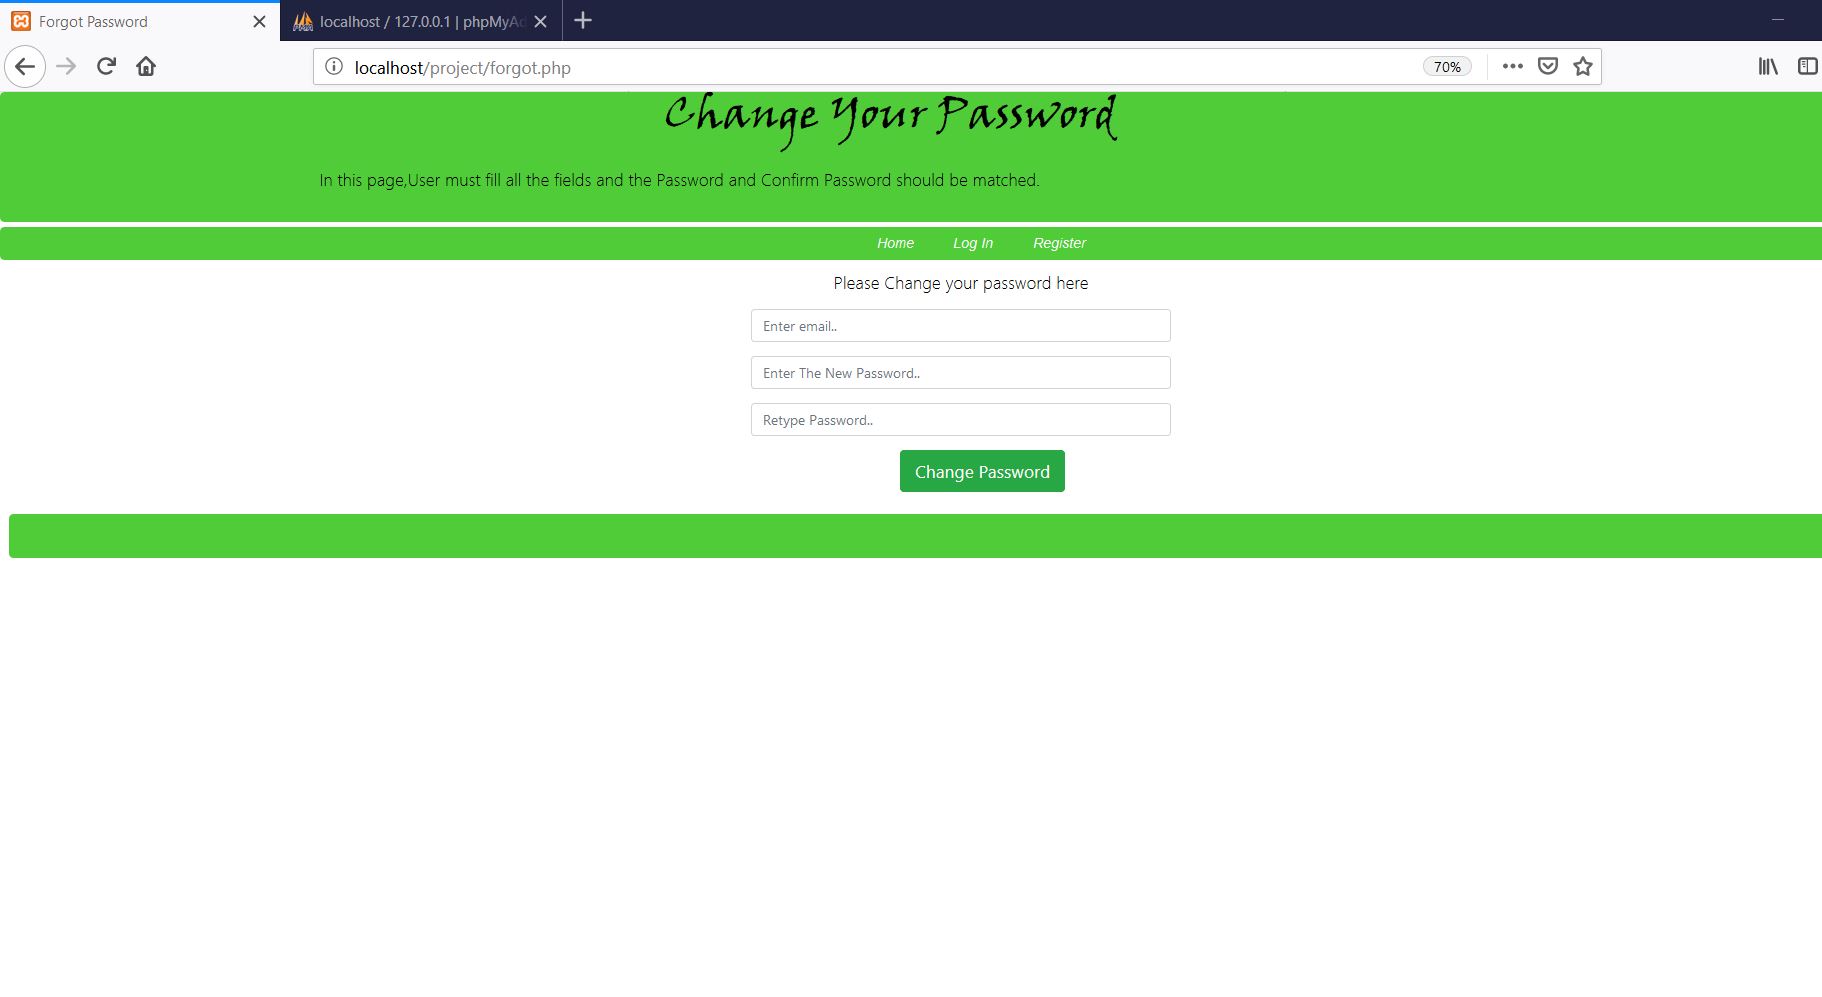 Forgot Password
localhost / 127.0.0.1 | phpMyAd
localhost/project/forgot.php
70%
Change Your Password
In this page,User must fill all the fields and the Password and Confirm Password should be matched.
Home Log In Register
Please Change your password here
Enter email..
Enter The New Password..
Retype Password..
Change Password